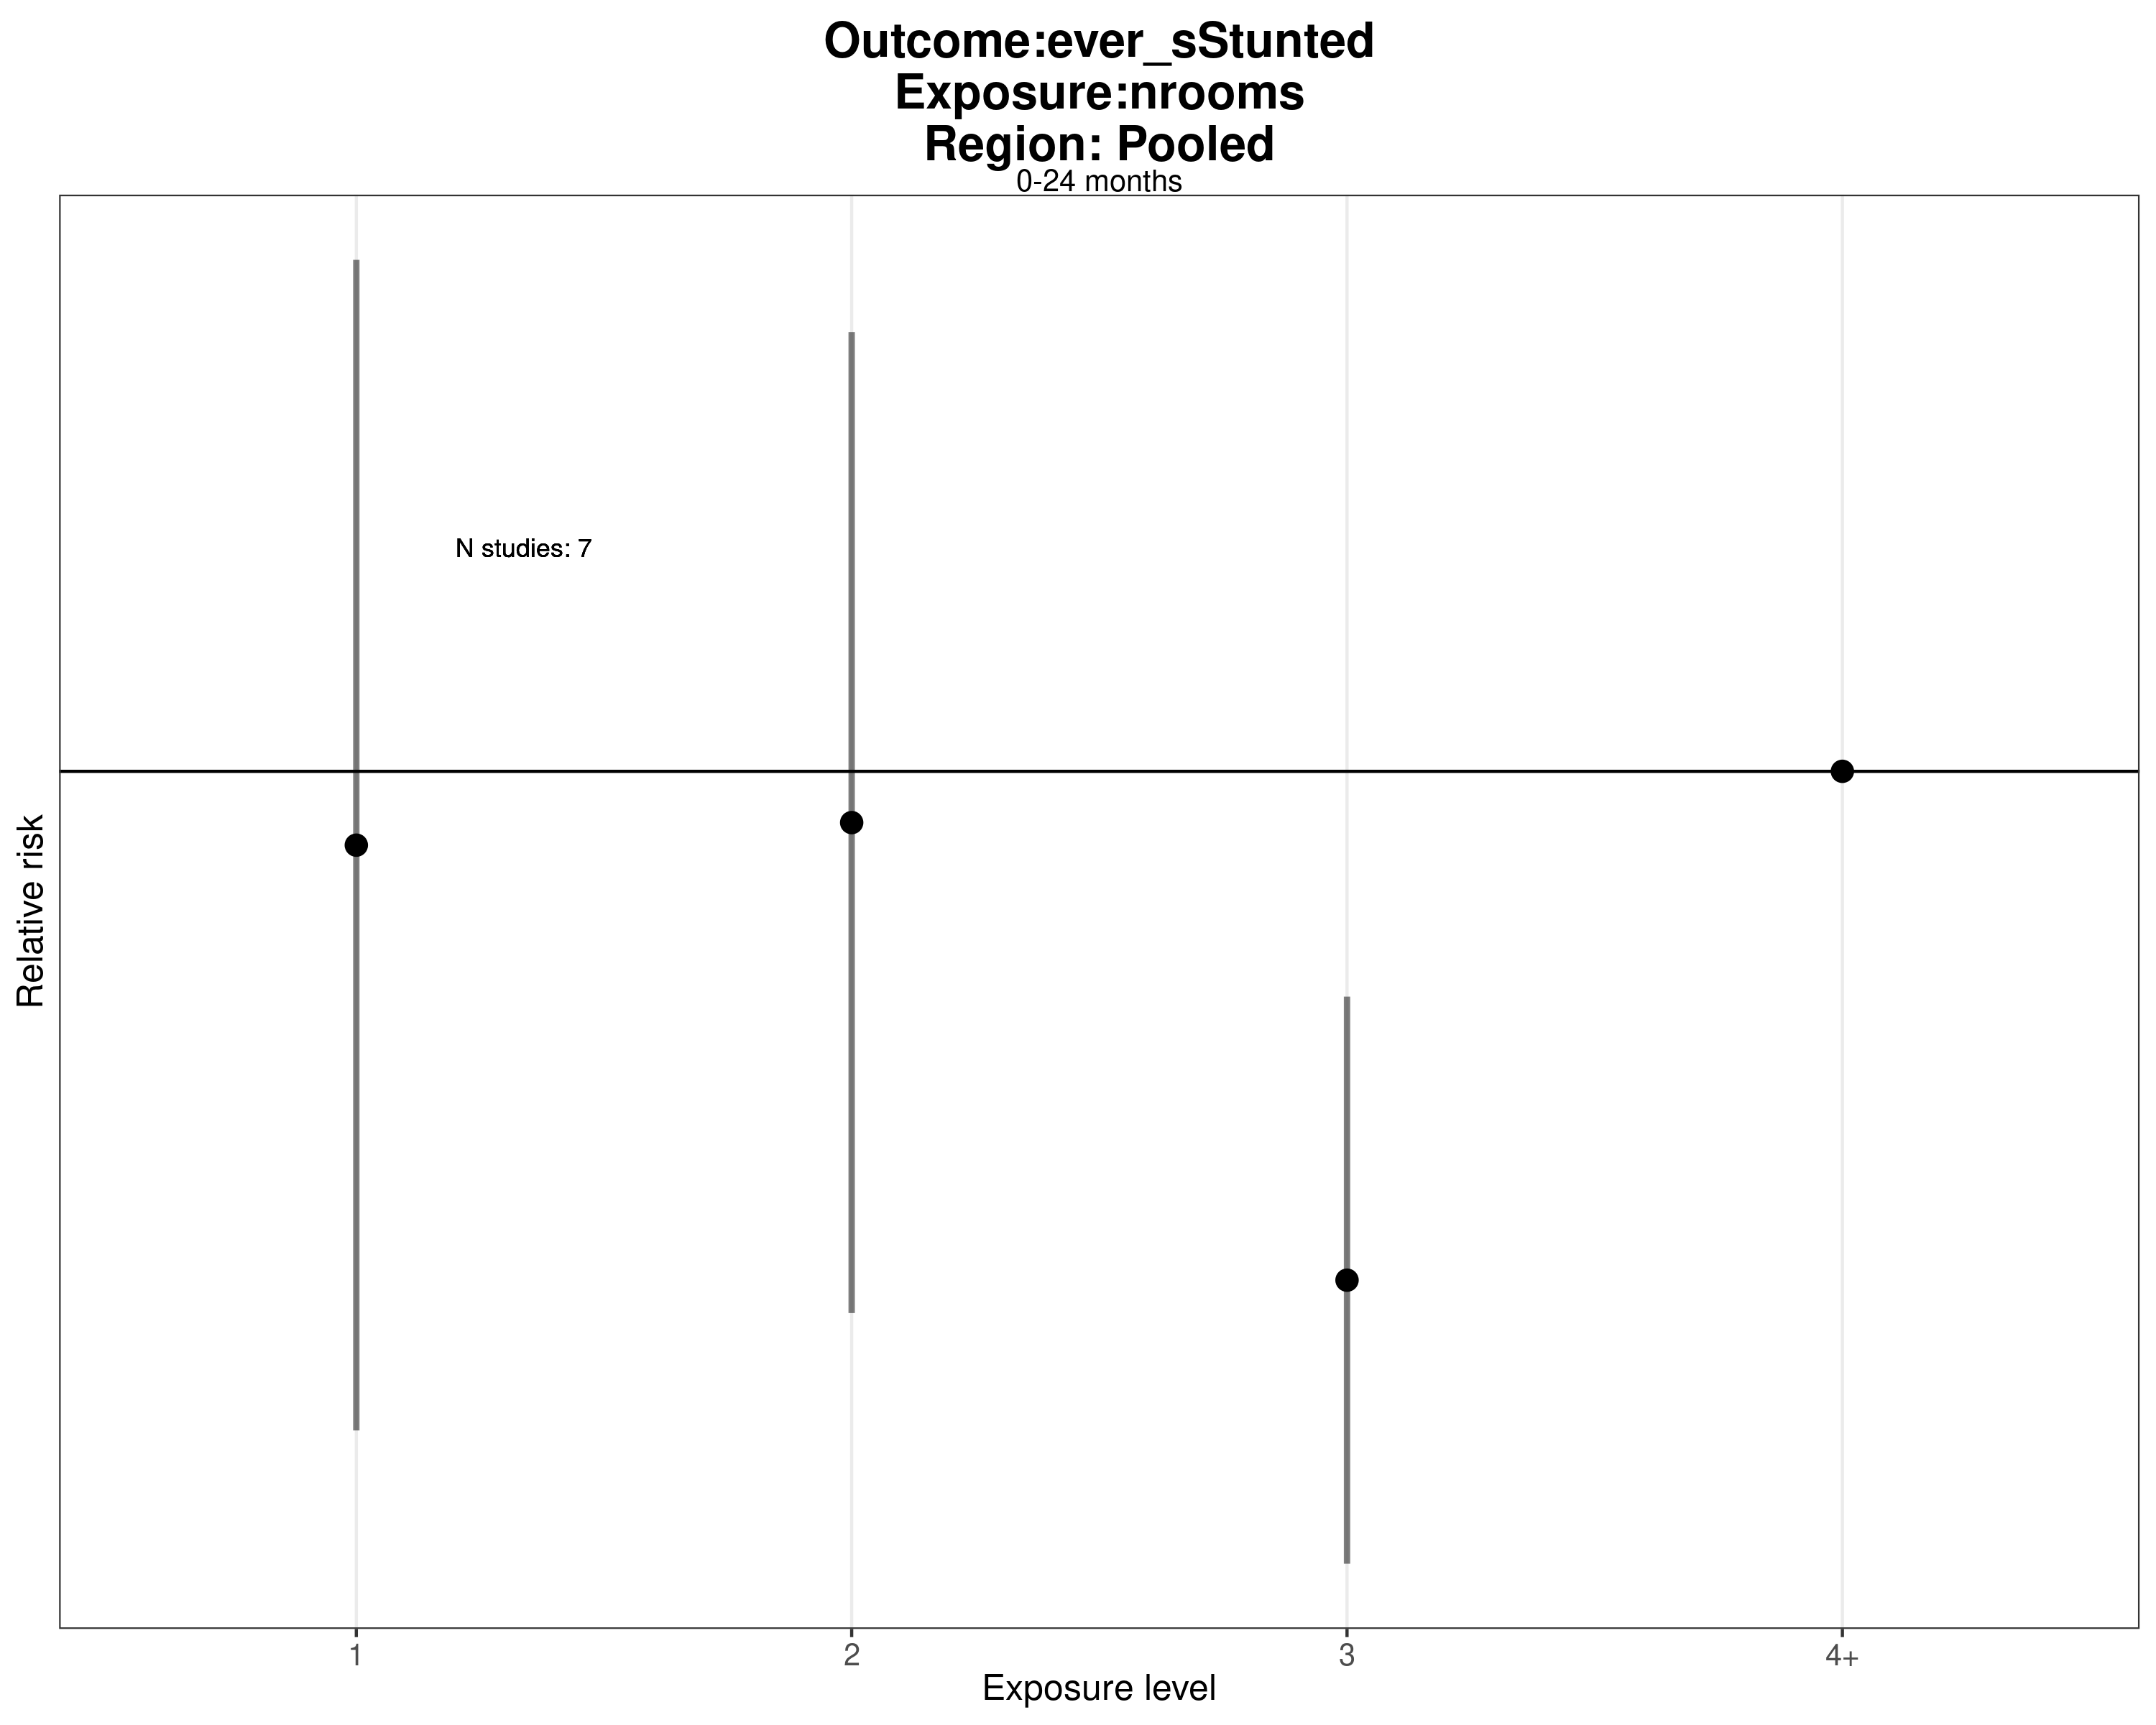 Outcome:ever_sStunted
Exposure:nrooms
Region: Pooled
0-24 months
N studies: 7
Relative risk
1 2 3 4+
Exposure level